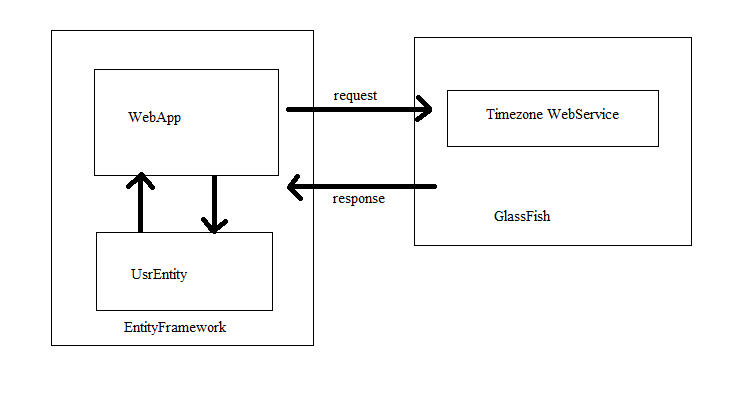 request
WebApp
Timezone WebService
response
GlassFish
UsrEntity
EntityFramework